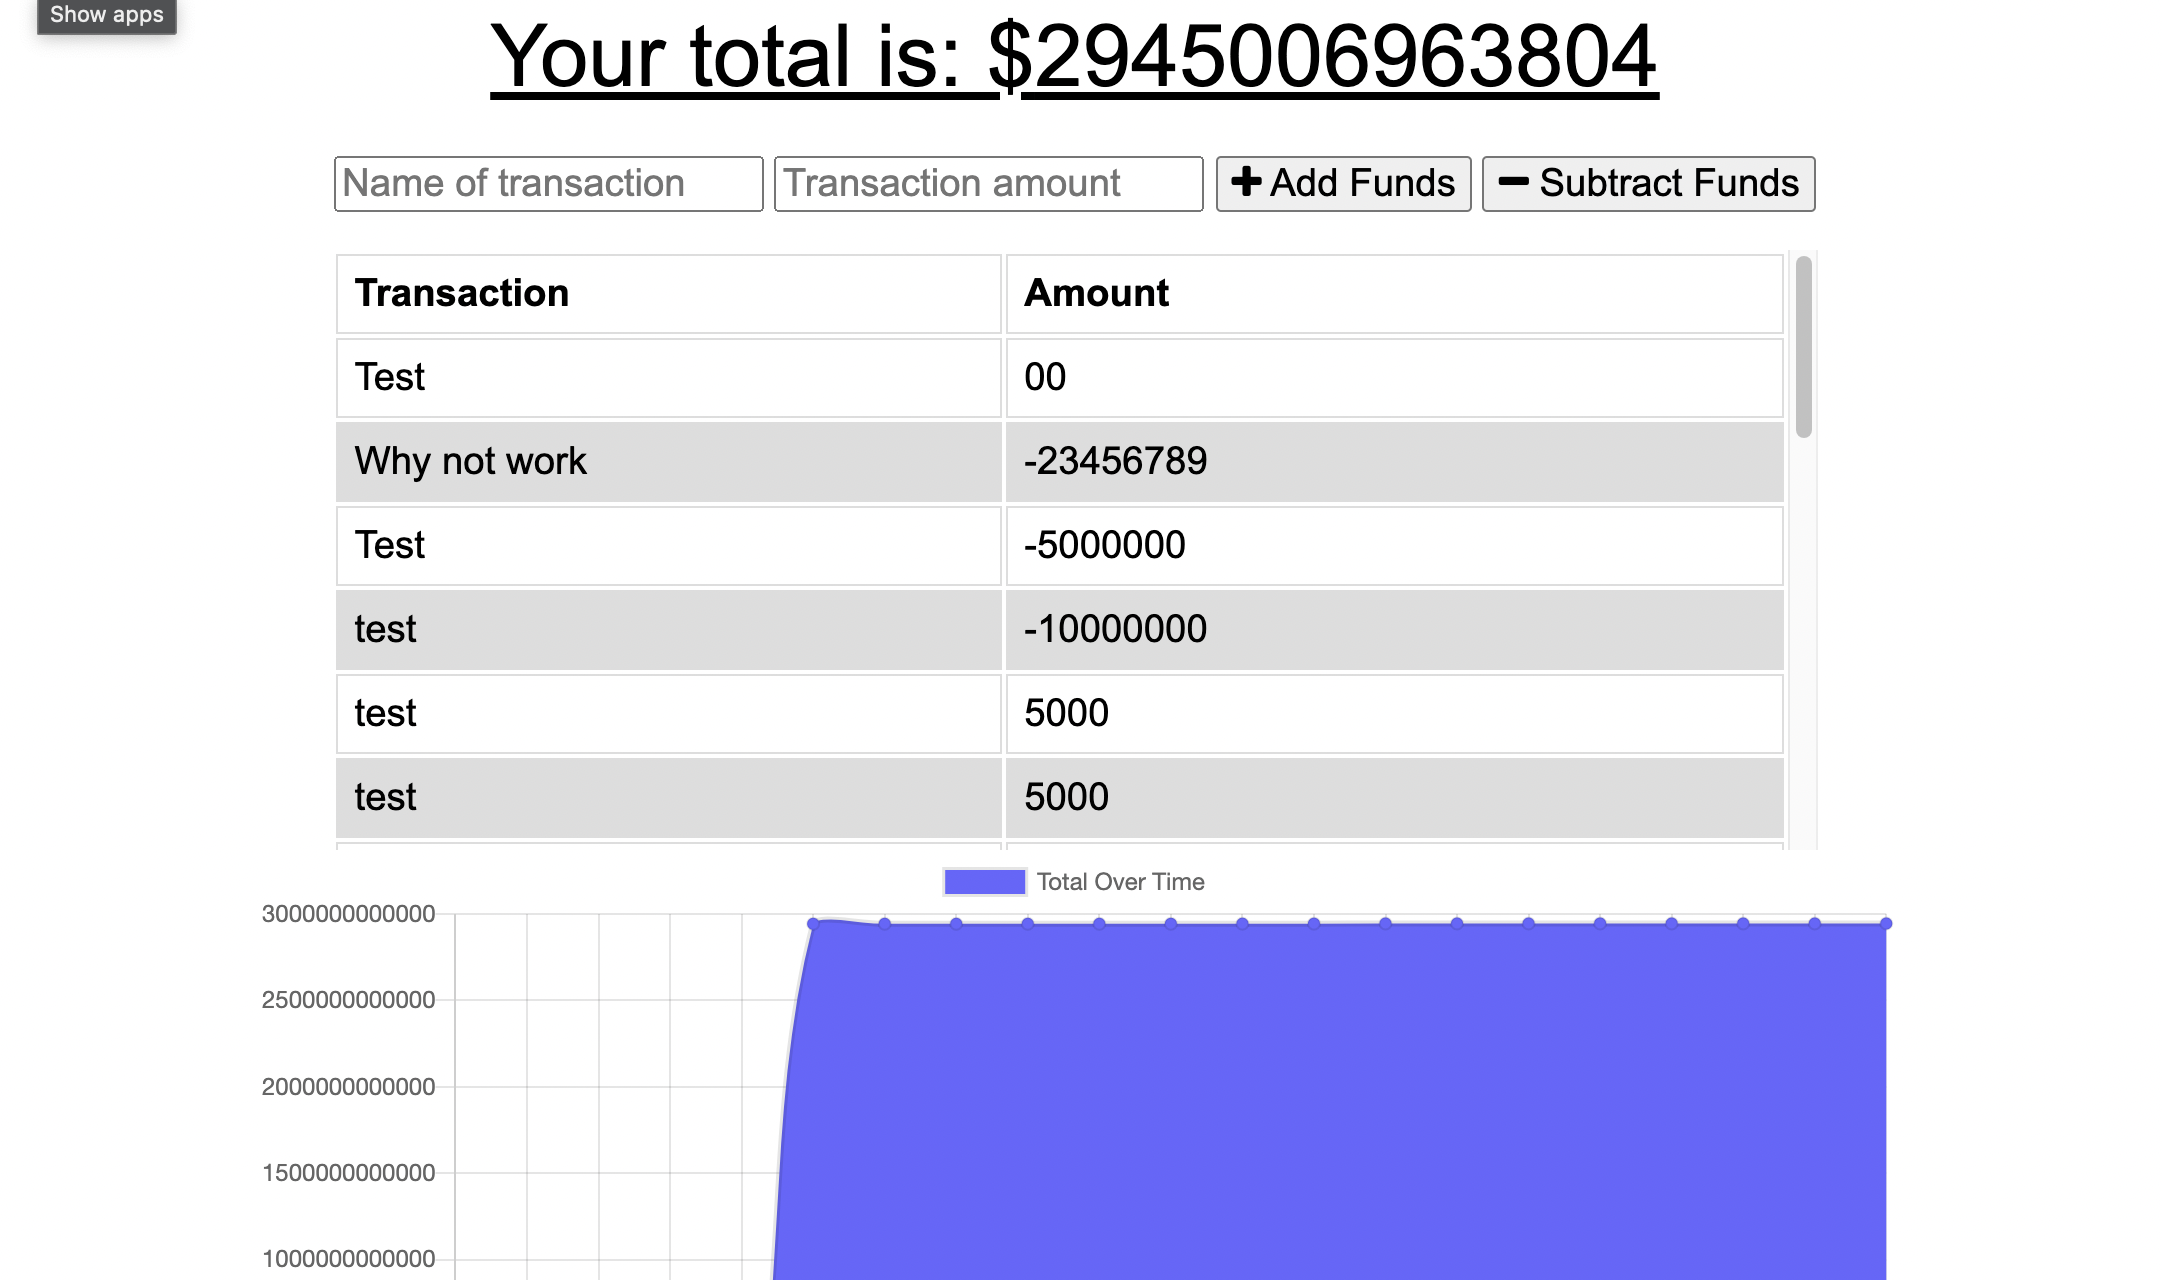 Show apps
Your total is: $2945006963804
Name of transaction Transaction amount Add Funds Subtract Funds
Transaction Amount
Test 00
Why not work -23456789
Test -5000000
test -10000000
test 5000
test 5000
Total Over Time
3000000000000
2500000000000
2000000000000
1500000000000
1000000000000